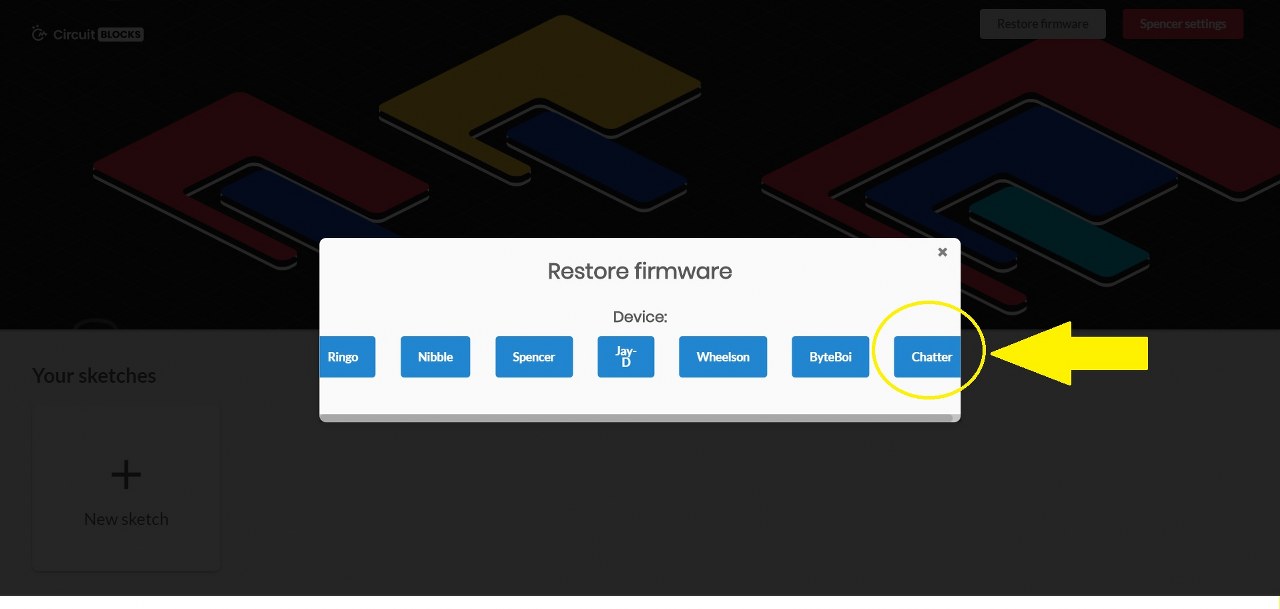 Circuit BLOCKS
Restore firmware
Spencer settings
Restore firmware
Device:
Ringo
Nibble
Spencer
Jay-
D
Wheelson
ByteBoi
Chatter
Your sketches
New sketch